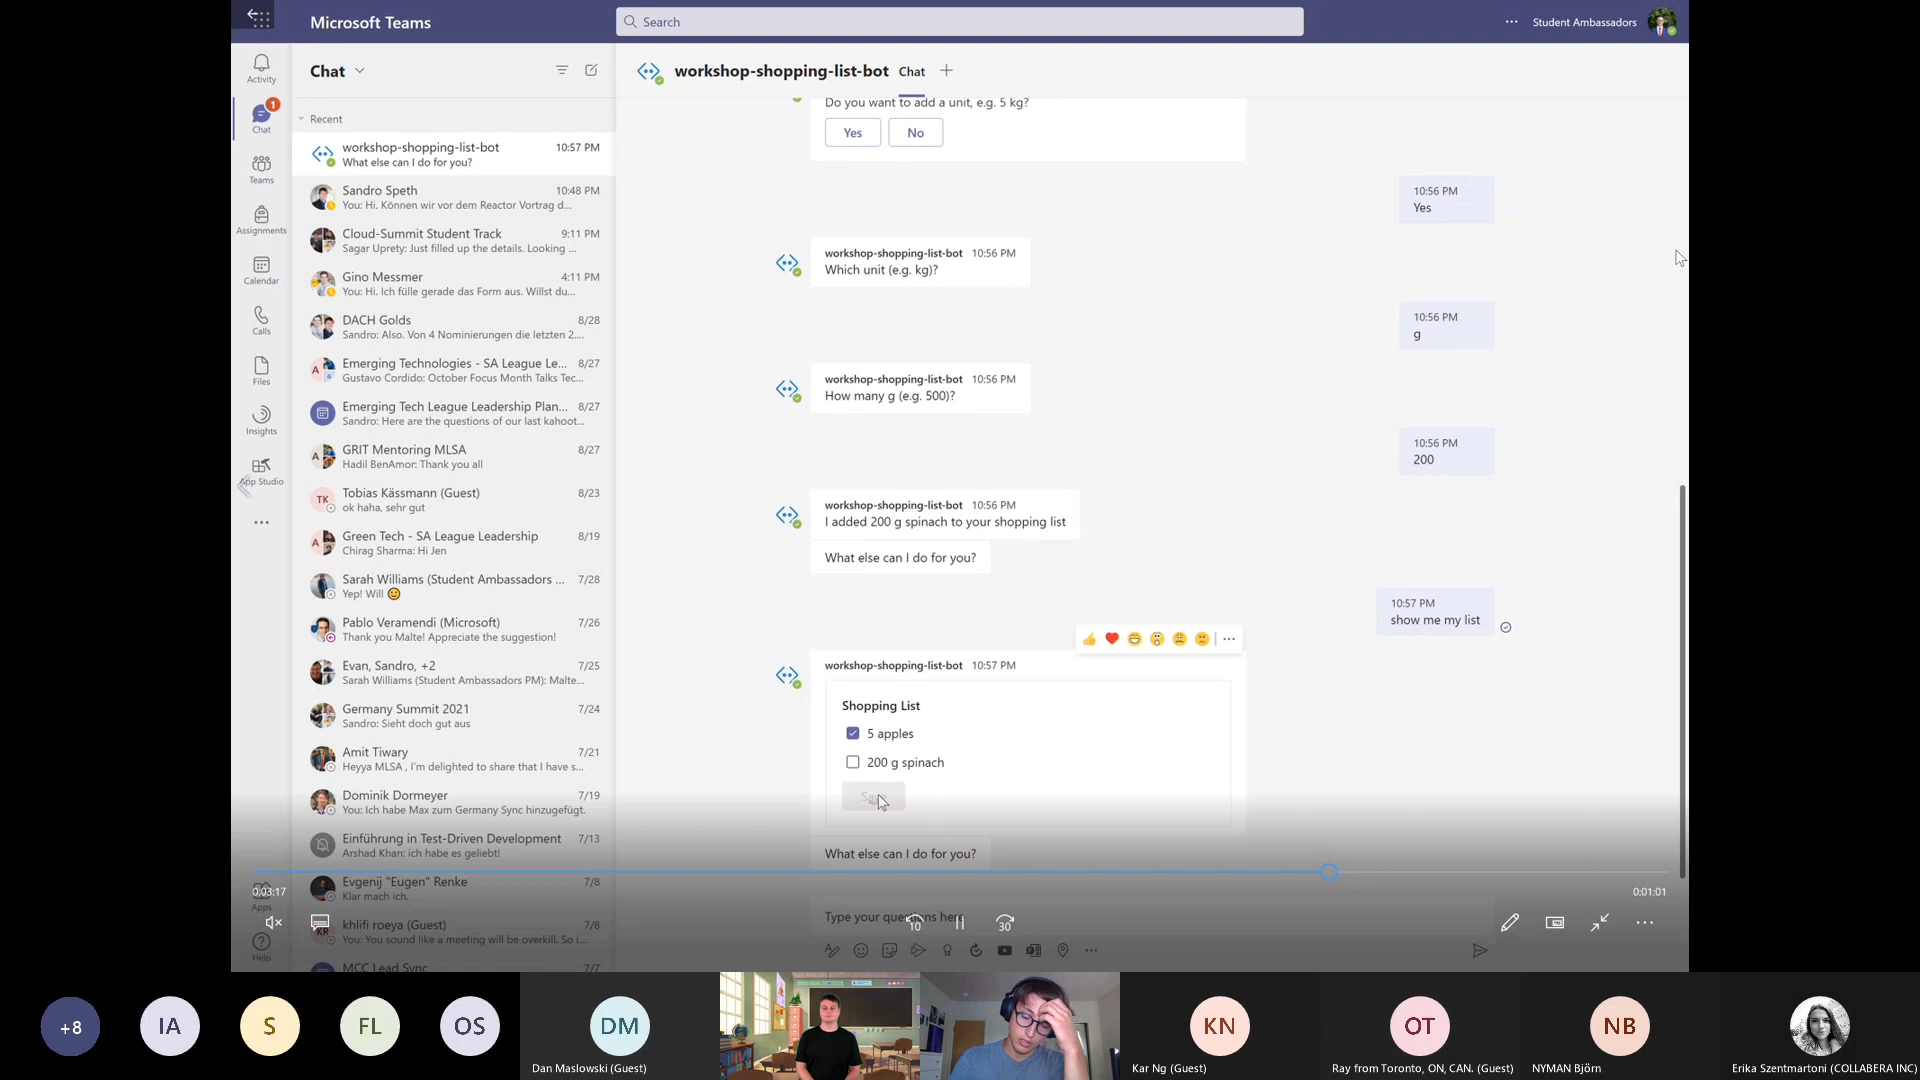 Microsoft Teams
Search
Student Ambassadors
Activity
1
Chat
Teams
Assignments
Calendar
Calls
Files
Insights
App Studio
Apps
Help
Chat
Recent
workshop-shopping-list-bot 10:57 PM
What else can I do for you?
Sandro Speth 10:48 PM
You: Hi. Können wir vor dem Reactor Vortrag d...
Cloud-Summit Student Track 9:11 PM
Sagar Uprety: Just filled up the details. Looking ...
Gino Messmer 4:11 PM
You: Hi. Ich fülle gerade das Form aus. Willst du...
DACH Golds 8/28
Sandro: Also. Von 4 Nominierungen die letzten 2....
Emerging Technologies - SA League Le... 8/27
Gustavo Cordido: October Focus Month Talks Tec...
Emerging Tech League Leadership Plan... 8/27
Sandro: Here are the questions of our last kahoot...
GRIT Mentoring MLSA 8/27
Hadil BenAmor: Thank you all
TK
Tobias Kässmann (Guest) 8/23
ok haha, sehr gut
Green Tech - SA League Leadership 8/19
Chirag Sharma: Hi Jen
Sarah Williams (Student Ambassadors ... 7/28
Yep! Will
Pablo Veramendi (Microsoft) 7/26
Thank you Malte! Appreciate the suggestion!
Evan, Sandro, +2 7/25
Sarah Williams (Student Ambassadors PM): Malte...
Germany Summit 2021 7/24
Sandro: Sieht doch gut aus
Amit Tiwary 7/21
Heyya MLSA , I'm delighted to share that I have s...
Dominik Dormeyer 7/19
You: Ich habe Max zum Germany Sync hinzugefügt.
Einführung in Test-Driven Development 7/13
Arshad Khan: ich habe es geliebt!
Evgenij "Eugen" Renke 7/8
Klar mach ich.
KR
khlifi roeya (Guest) 7/8
You: You sound like a meeting will be overkill. So i...
MCC Lead Sync 7/7
workshop-shopping-list-bot Chat
Do you want to add a unit, e.g. 5 kg?
Yes No
10:56 PM
Yes
workshop-shopping-list-bot 10:56 PM
Which unit (e.g. kg)?
10:56 PM
g
workshop-shopping-list-bot 10:56 PM
How many g (e.g. 500)?
10:56 PM
200
workshop-shopping-list-bot 10:56 PM
I added 200 g spinach to your shopping list
What else can I do for you?
10:57 PM
show me my list
workshop-shopping-list-bot 10:57 PM
Shopping List
5 apples
200 g spinach
What else can I do for you?
0:03:17
0:01:01
Type your questions here
10
30
+8
IA
S
FL
OS
DM
Dan Maslowski (Guest)
KN
Kar Ng (Guest)
OT
Ray from Toronto, ON, CAN. (Guest)
NB
NYMAN Björn
Erika Szentmartoni (COLLABERA INC)